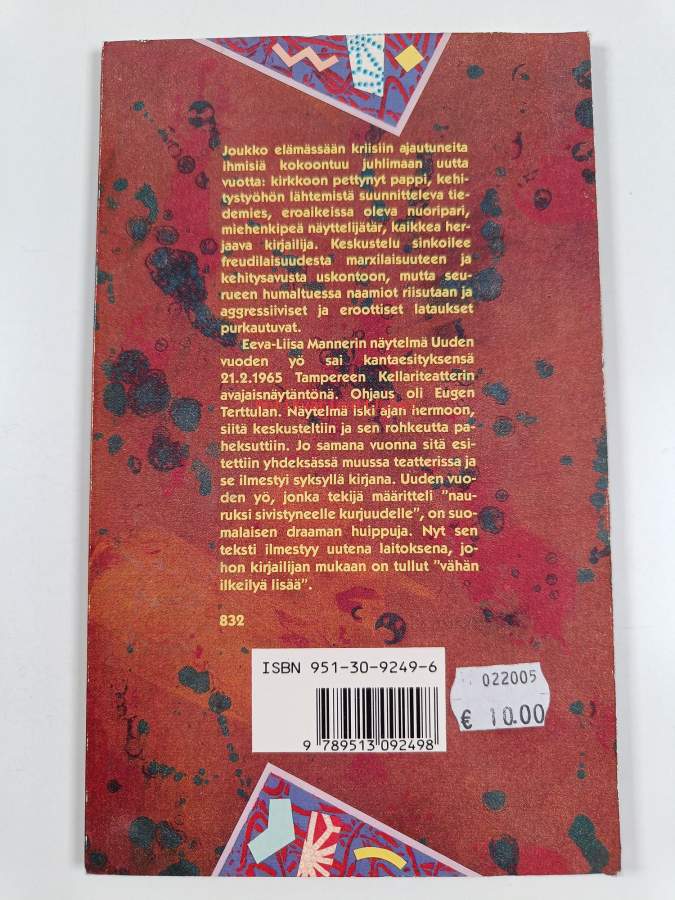 Joukko elämässään kriisiin ajautuneita
ihmisiä kokoontuu juhlimaan uutta
vuotta: kirkkoon pettynyt pappi, kehi-
tystyöhön lähtemistä suunnitteleva tie-
demies, eroaikeissa oleva nuoripari,
miehenkipeä näyttelijätär, kaikkea her-
jaava kirjailija. Keskustelu sinkoilee
freudilaisuudesta marxilaisuuteen ja
kehitysavusta uskontoon, mutta seu-
rueen humaltuessa naamiot riisutaan ja
aggressiiviset ja eroottiset lataukset
purkautuvat.
Eeva-Liisa Mannerin näytelmä Uuden
vuoden yö sai kantaesityksensä
21.2.1965 Tampereen Kellariteatterin
avajaisnäytäntönä. Ohjaus oli Eugen
Terttulan. Näytelmä iski ajan hermoon,
siitä keskusteltiin ja sen rohkeutta pa-
heksuttiin. Jo samana vuonna sitä esi-
tettiin yhdeksässä muussa teatterissa ja
se ilmestyi syksyllä kirjana. Uuden vuo-
den yö, jonka tekijä määritteli "nau-
ruksi sivistyneelle kurjuudelle", on suo-
malaisen draaman huippuja. Nyt sen
teksti ilmestyy uutena laitoksena, jo-
hon kirjailijan mukaan on tullut "vähän
ilkeilyä lisää".
832
ISBN 951-30-9249-6
9 789513 092498
022005
€ 10.00